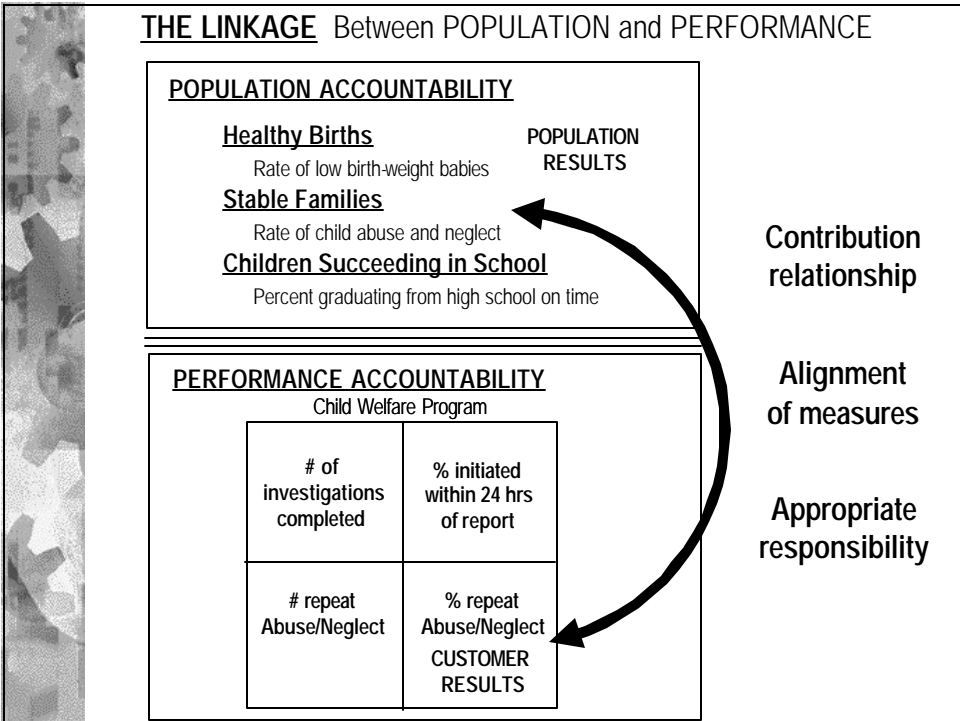 THE LINKAGE Between POPULATION and PERFORMANCE
POPULATION ACCOUNTABILITY
Healthy Births
Rate of low birth-weight babies
Stable Families
Rate of child abuse and neglect
Children Succeeding in School
Percent graduating from high school on time
POPULATION
RESULTS
Contribution
relationship
Alignment
of measures
Appropriate
responsibility
PERFORMANCE ACCOUNTABILITY
Child Welfare Program
# of
investigations
completed
% initiated
within 24 hrs
of report
# repeat
Abuse/Neglect
% repeat
Abuse/Neglect
CUSTOMER
RESULTS